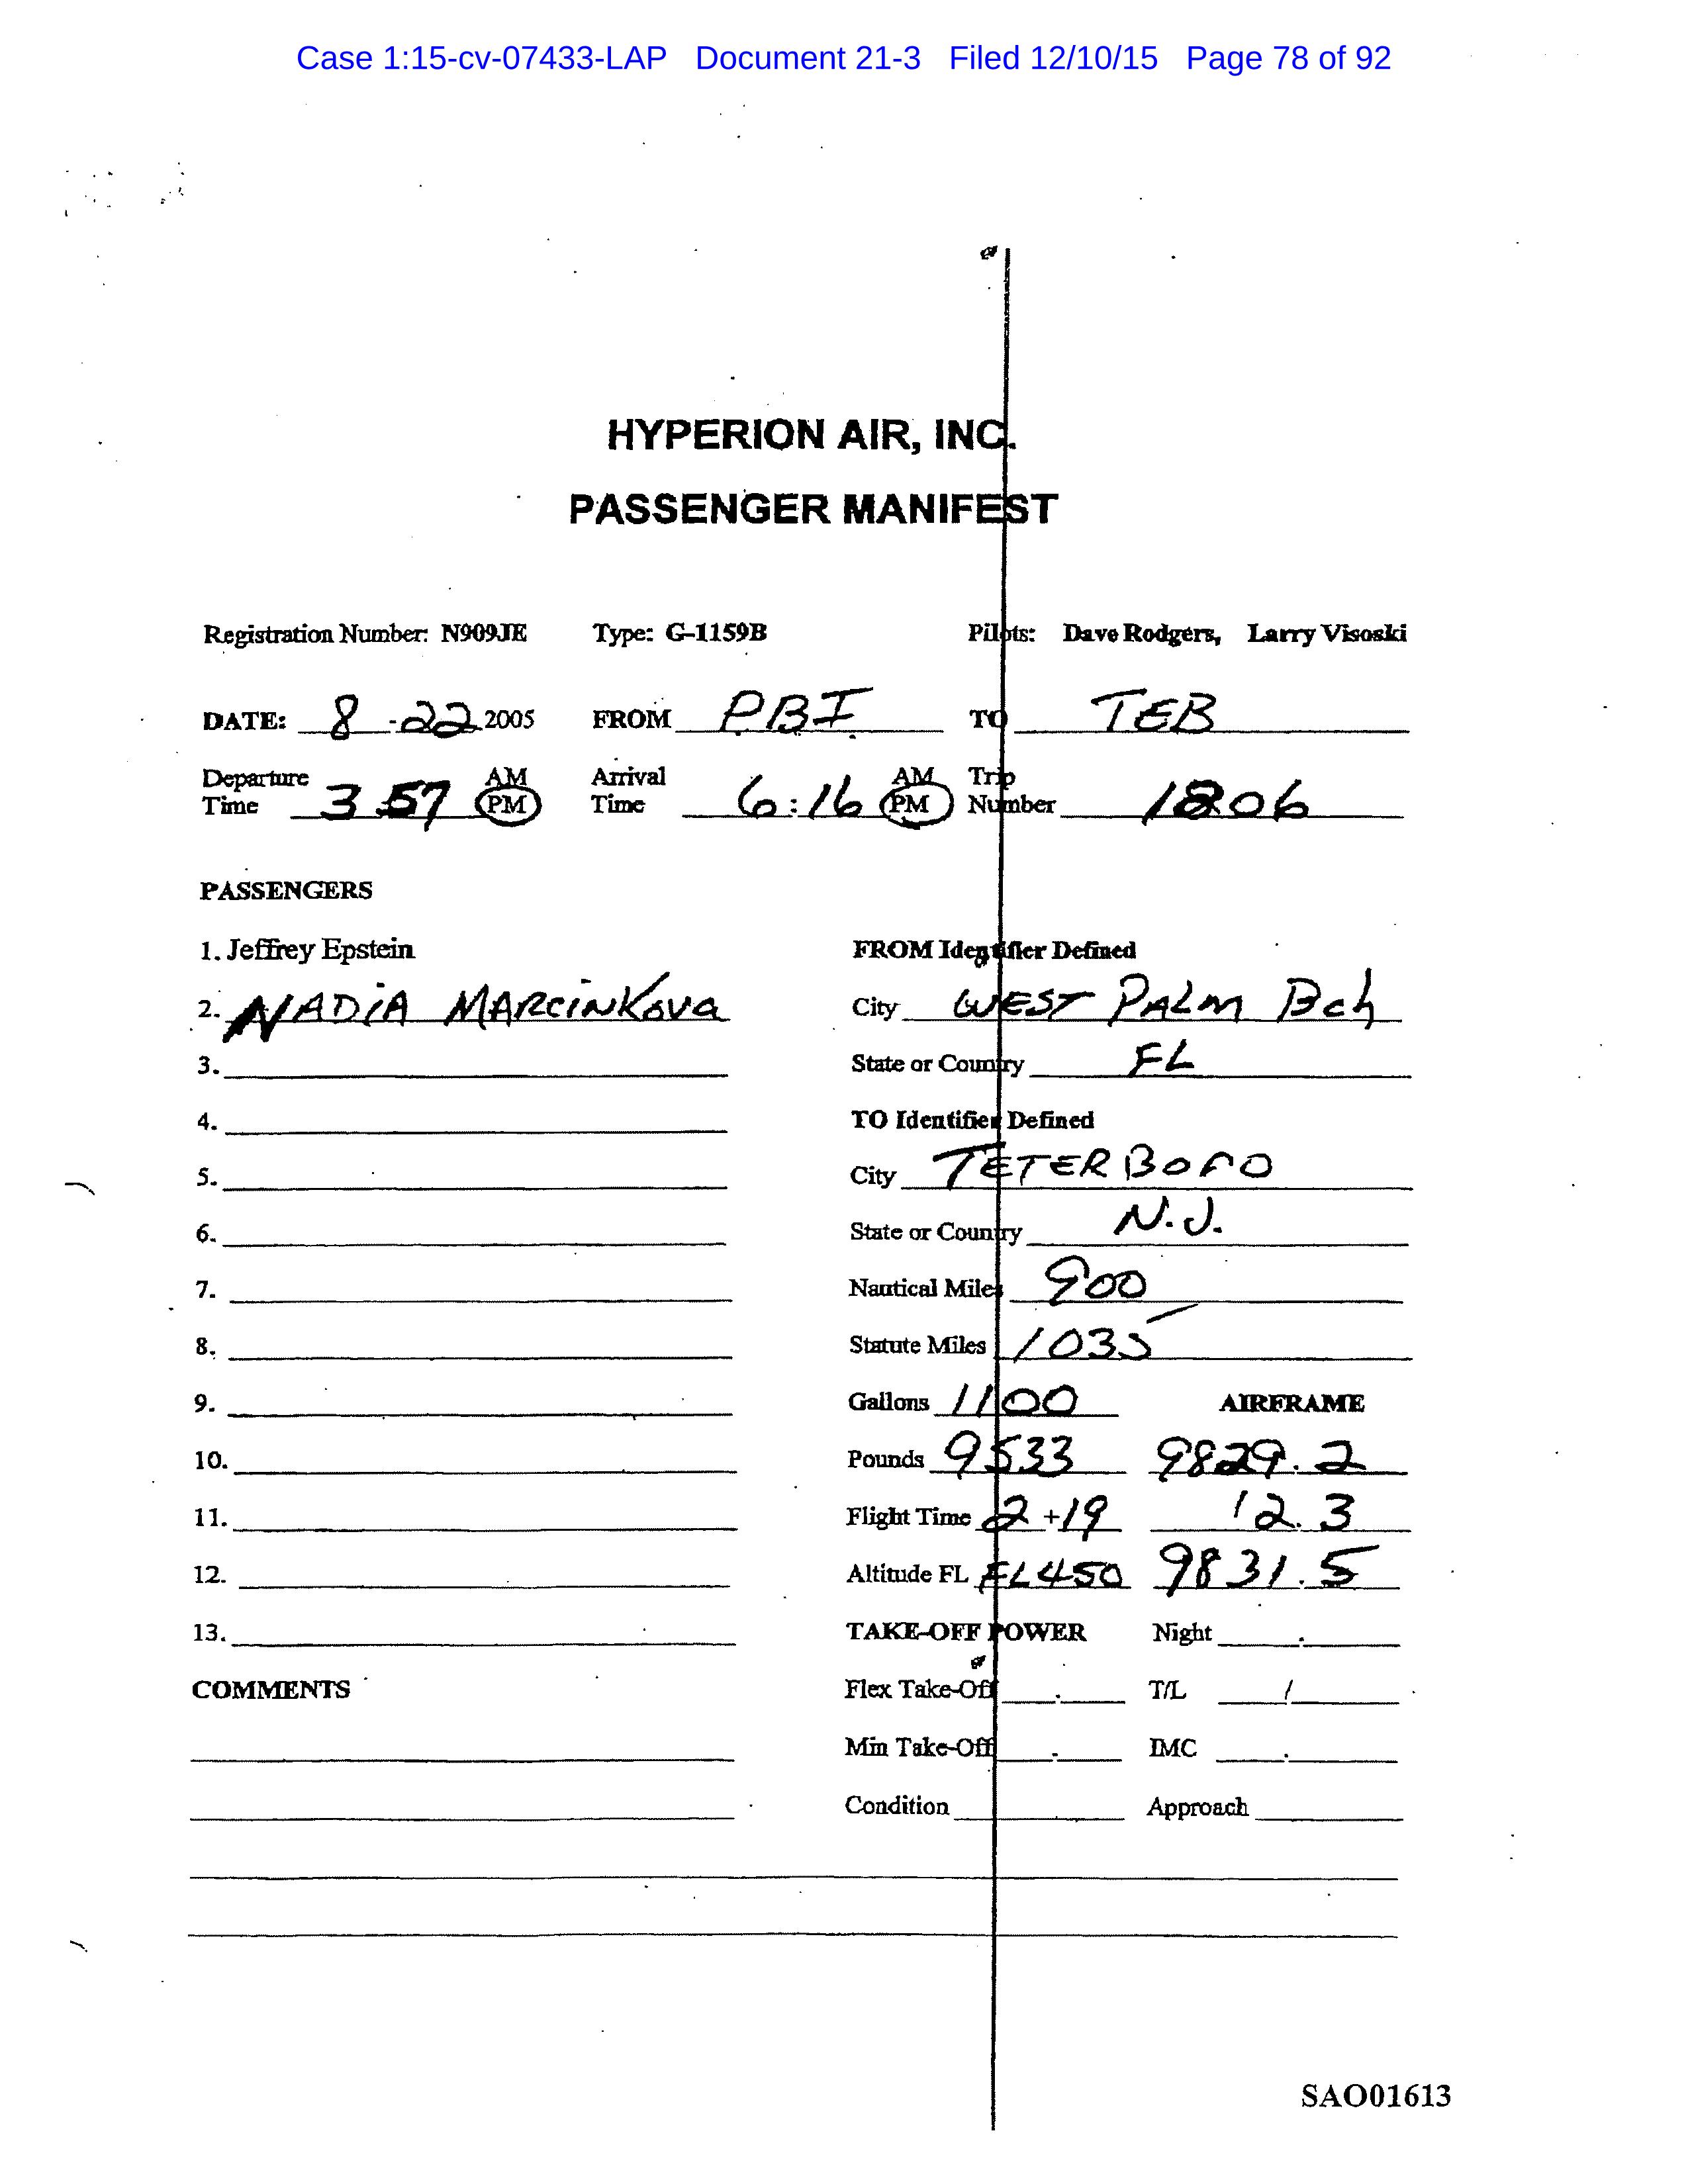 Case 1:15-cv-07433-LAP Document 21-3 Filed 12/10/15 Page 78 of 92
HYPERION AIR, INC.
PASSENGER MANIFEST
Registration Number: N909JE Type: G-1159B Pilots: Dave Rodgers, Larry Visoski
DATE: 8-22 2005 FROM PBI TO TEB
Departure Time 3:57 AM PM Arrival Time 6:16 AM PM Trip Number 1806
PASSENGERS
1. Jeffrey Epstein FROM Identifier Defined
2. NADIA MARCINKOVA City WEST PALM Bch
3. State or Country FL
4. TO Identifier Defined
5. City TETERBORO
6. State or Country N.J.
7. Nautical Miles 900
8. Statute Miles 1035
9. Gallons 1100 AIRFRAME
10. Pounds 9533 9829.2
11. Flight Time 2+19 12.3
12. Altitude FL FL450 9831.5
13. TAKE-OFF POWER Night .
COMMENTS Flex Take-Off . T/L /
Min Take-Off . IMC .
Condition Approach
SAO01613